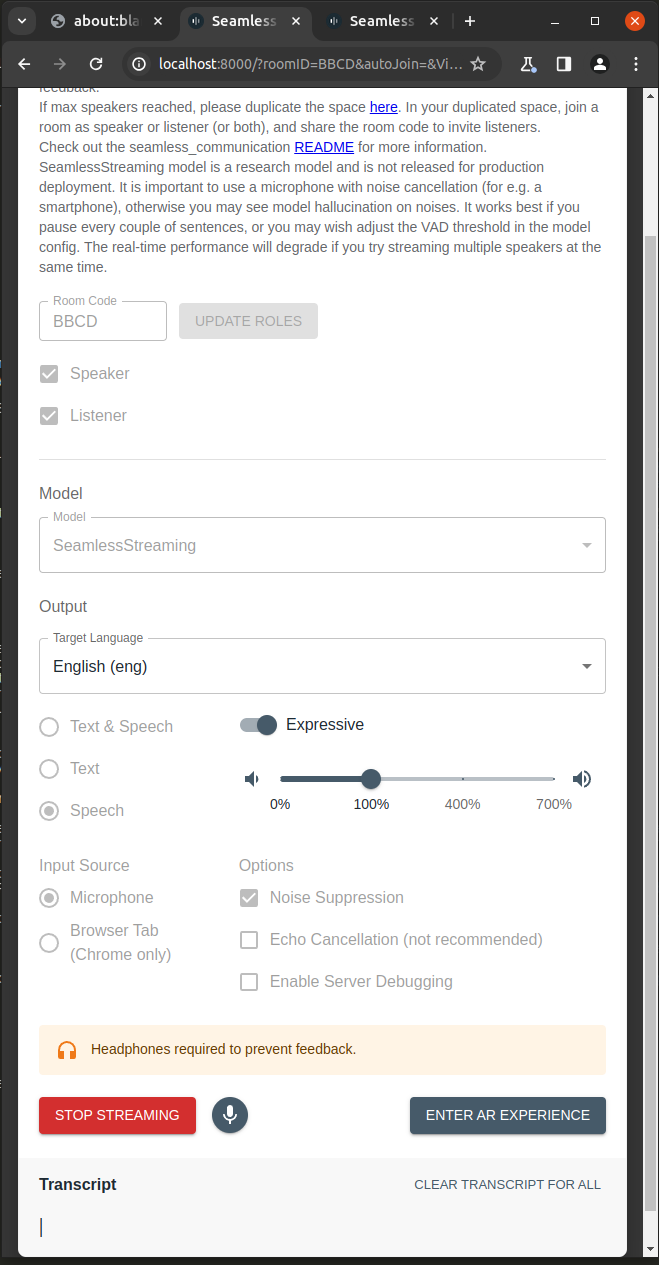 about:bla
Seamless
Seamless
localhost:8000/?roomID=BBCD&autoJoin=&Vi...
feedback.
If max speakers reached, please duplicate the space here. In your duplicated space, join a
room as speaker or listener (or both), and share the room code to invite listeners.
Check out the seamless_communication README for more information.
SeamlessStreaming model is a research model and is not released for production
deployment. It is important to use a microphone with noise cancellation (for e.g. a
smartphone), otherwise you may see model hallucination on noises. It works best if you
pause every couple of sentences, or you may wish adjust the VAD threshold in the model
config. The real-time performance will degrade if you try streaming multiple speakers at the
same time.
Room Code
BBCD
UPDATE ROLES
Speaker
Listener
Model
Model
SeamlessStreaming
Output
Target Language
English (eng)
Text & Speech
Expressive
Text
0% 100% 400% 700%
Speech
Input Source
Options
Microphone
Noise Suppression
Browser Tab
(Chrome only)
Echo Cancellation (not recommended)
Enable Server Debugging
Headphones required to prevent feedback.
STOP STREAMING
ENTER AR EXPERIENCE
Transcript
CLEAR TRANSCRIPT FOR ALL